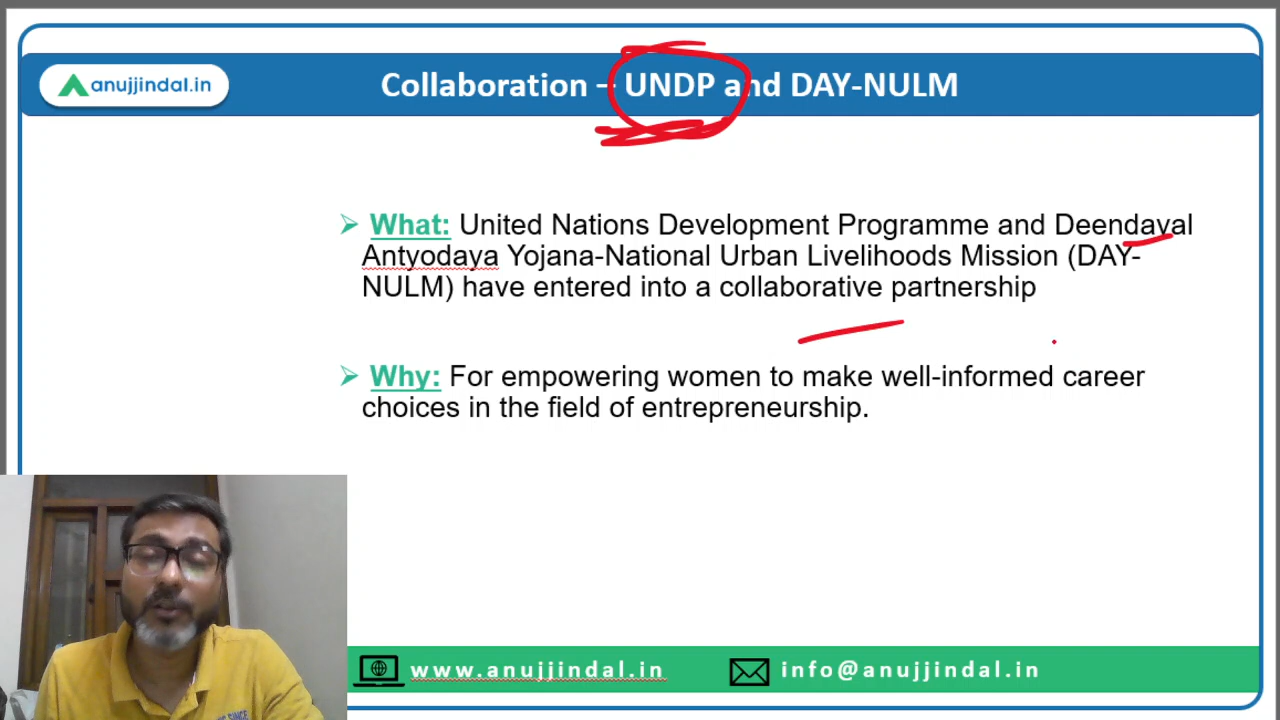 anujjindal.in
Collaboration – UNDP and DAY-NULM
What: United Nations Development Programme and Deendayal
Antyodaya Yojana-National Urban Livelihoods Mission (DAY-
NULM) have entered into a collaborative partnership
Why: For empowering women to make well-informed career
choices in the field of entrepreneurship.
www.anujjindal.in
info@anujjindal.in